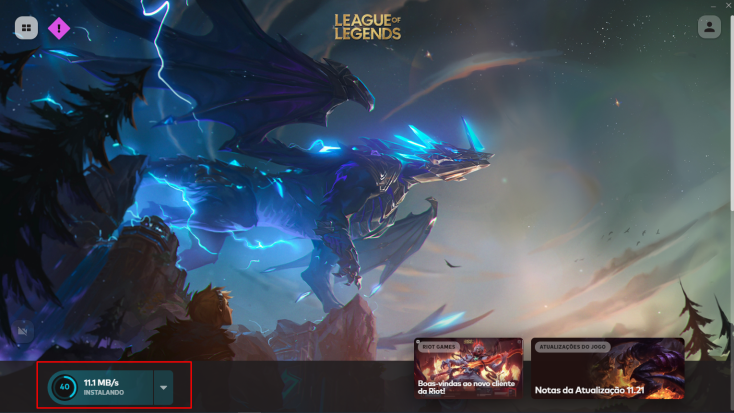 LEAGUE OF
LEGENDS
RIOT GAMES
Boas-vindas ao novo cliente
da Riot!
ATUALIZAÇÕES DO JOGO
Notas da Atualização 11.21
40
11.1 MB/s
INSTALANDO